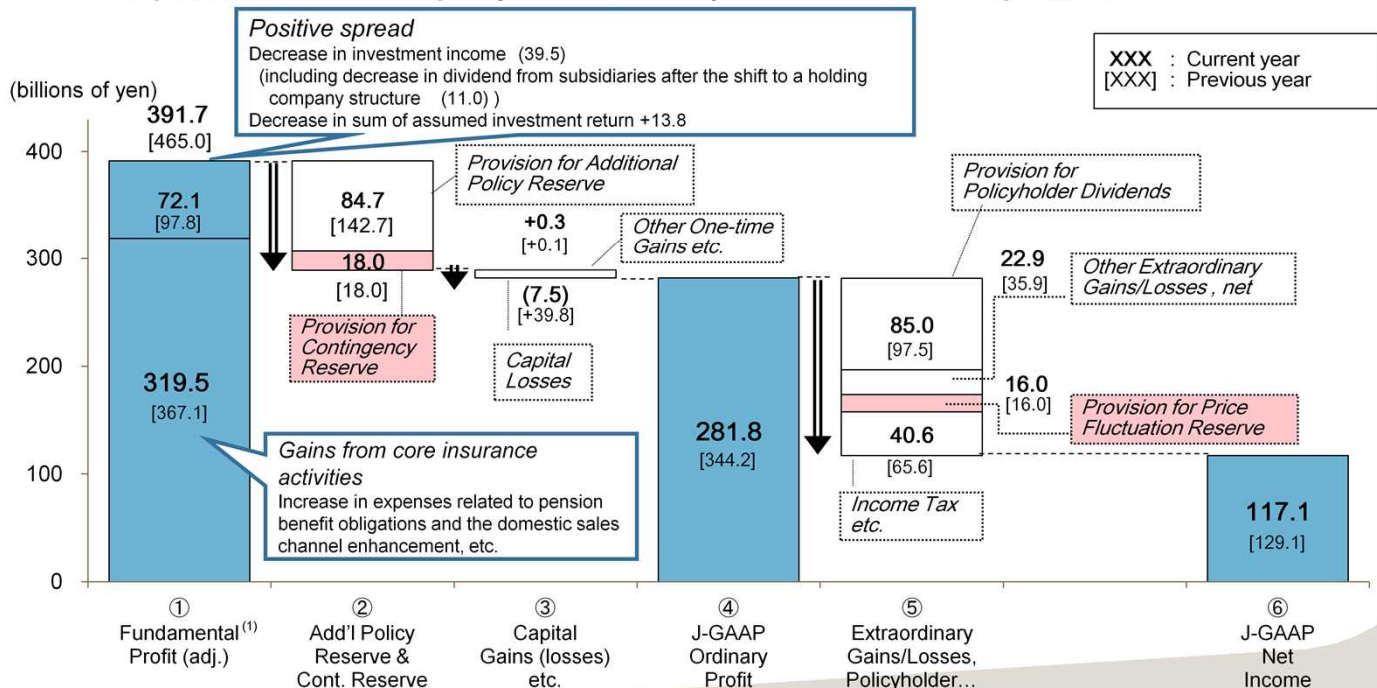 Positive spread
Decrease in investment income (39.5)
(including decrease in dividend from subsidiaries after the shift to a holding
company structure (11.0) )
Decrease in sum of assumed investment return +13.8
XXX : Current year
[XXX] : Previous year
(billions of yen)
391.7
[465.0]
400
300
200
100
0
72.1
[97.8]
319.5
[367.1]
Gains from core insurance
activities
Increase in expenses related to pension
benefit obligations and the domestic sales
channel enhancement, etc.
84.7
[142.7]
18.0
[18.0]
Provision for Additional
Policy Reserve
Provision for
Contingency
Reserve
+0.3
[+0.1]
Other One-time
Gains etc.
(7.5)
[+39.8]
Capital
Losses
281.8
[344.2]
Provision for
Policyholder Dividends
85.0
[97.5]
22.9
[35.9]
Other Extraordinary
Gains/Losses , net
16.0
[16.0]
Provision for Price
Fluctuation Reserve
40.6
[65.6]
Income Tax
etc.
117.1
[129.1]
①
Fundamental (1)
Profit (adj.)
②
Add'l Policy
Reserve &
Cont. Reserve
③
Capital
Gains (losses)
etc.
④
J-GAAP
Ordinary
Profit
⑤
Extraordinary
Gains/Losses,
Policyholder…
⑥
J-GAAP
Net
Income